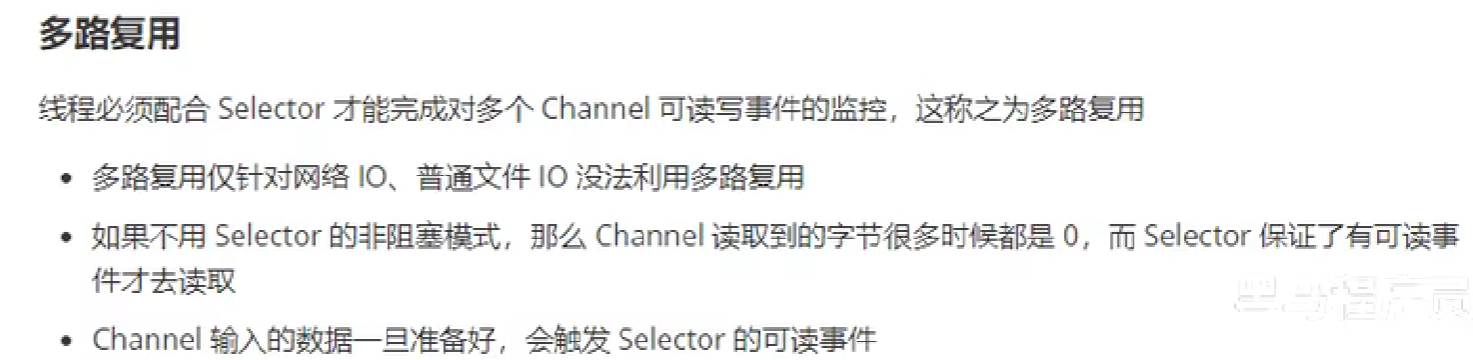 多路复用
线程必须配合 Selector 才能完成对多个 Channel 可读写事件的监控，这称之为多路复用
• 多路复用仅针对网络 IO、普通文件 IO 没法利用多路复用
• 如果不用 Selector 的非阻塞模式，那么 Channel 读取到的字节很多时候都是 0，而 Selector 保证了有可读事
件才去读取
黑马程序员
• Channel 输入的数据一旦准备好，会触发 Selector 的可读事件